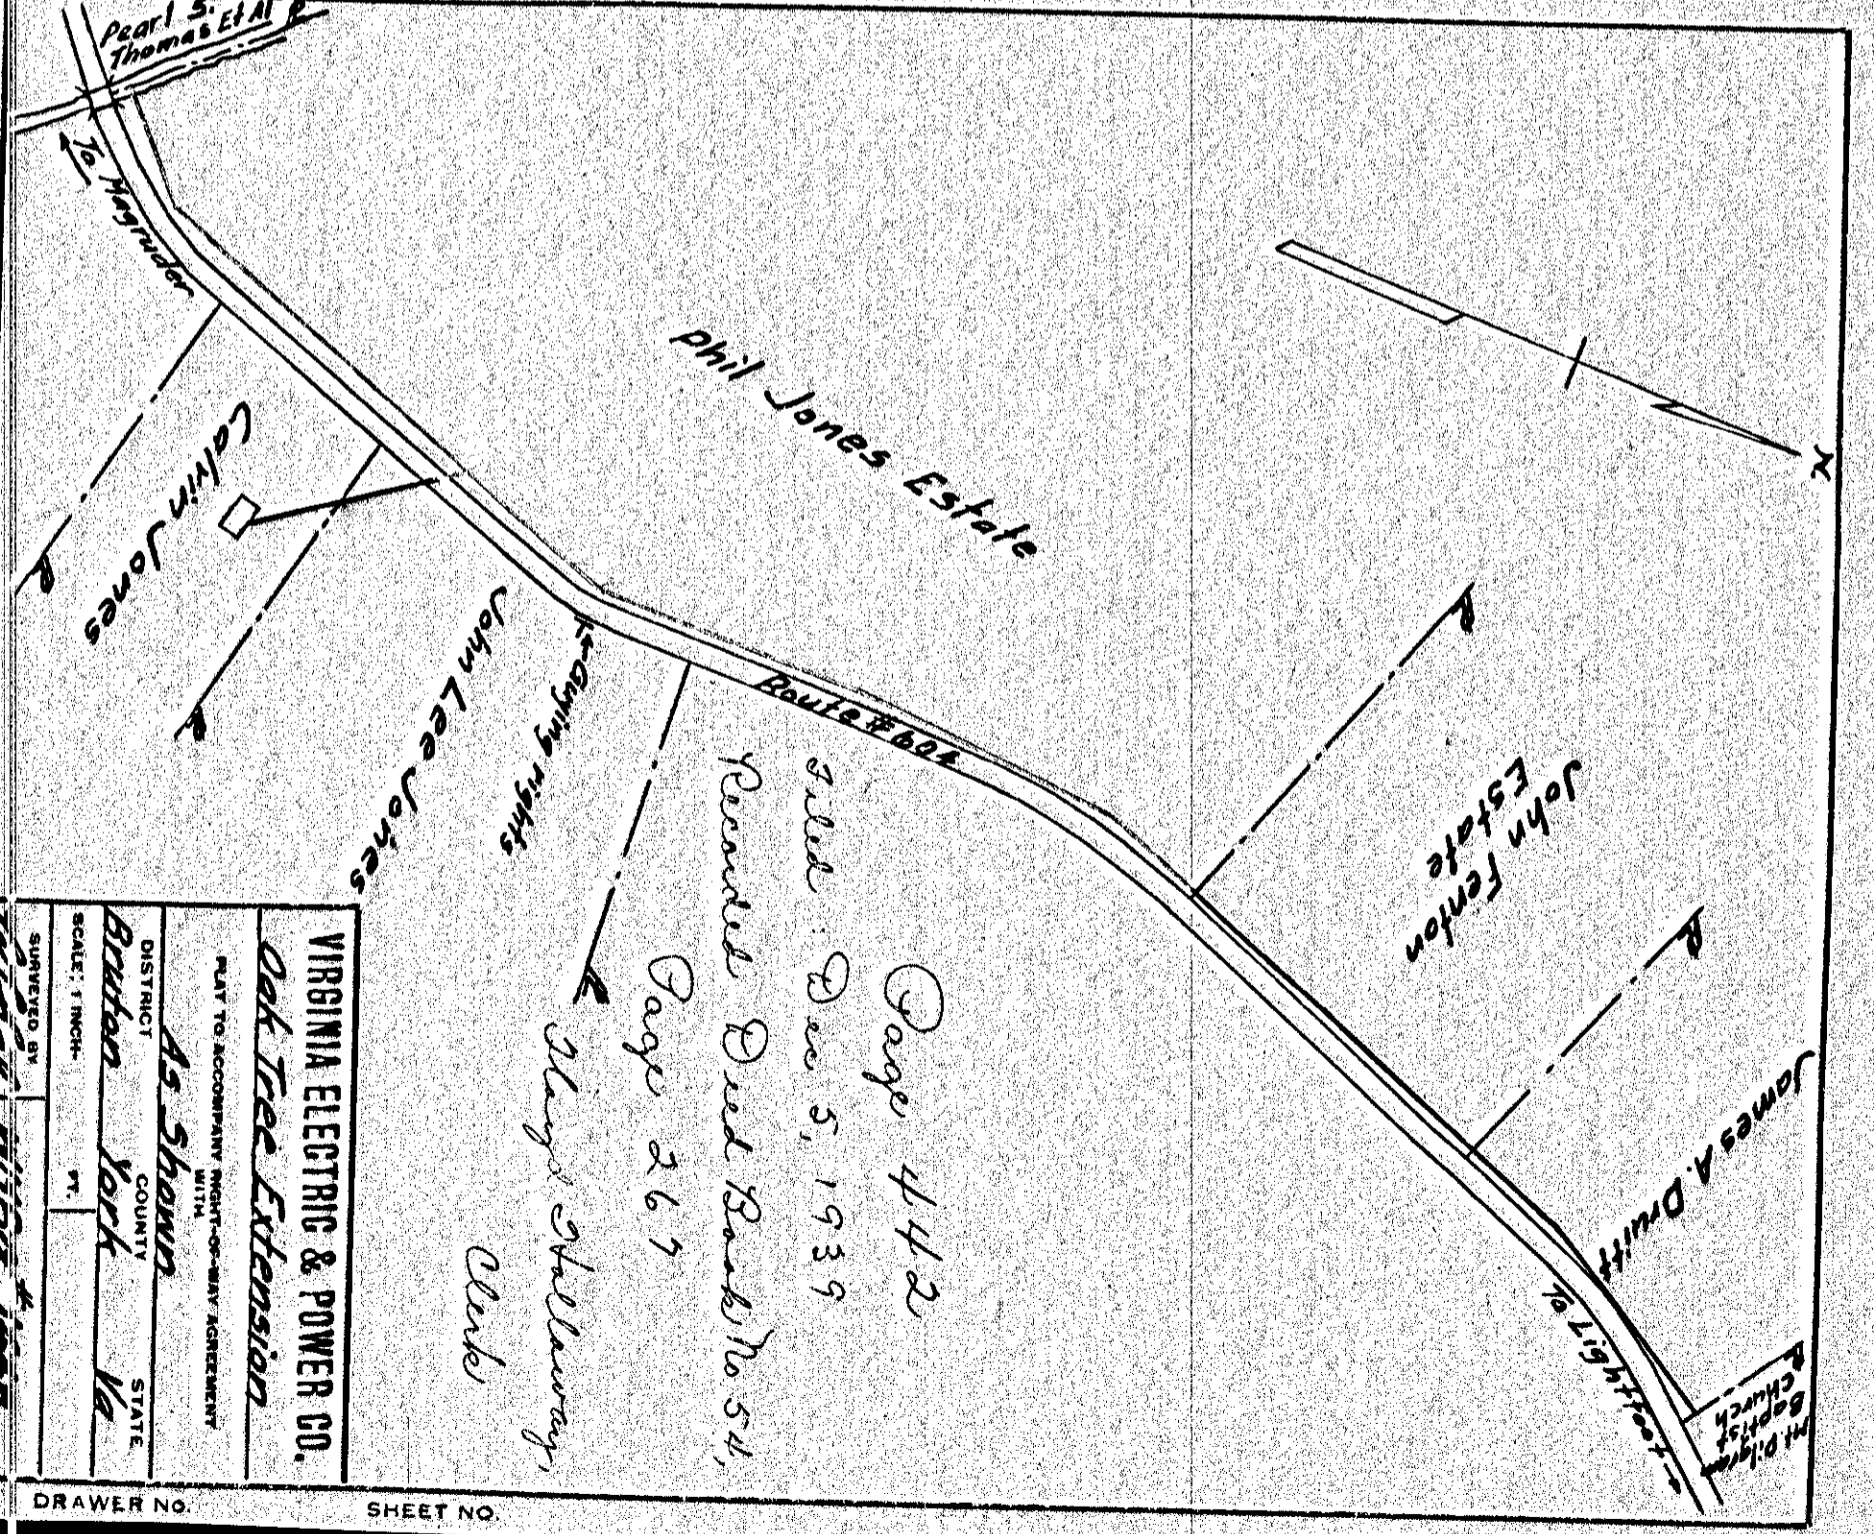 Pearl S.
Thomas Et Al
To Magruder
Calvin Jones
Phil Jones Estate
N
John Lee Jones
Guying rights
Route # 604
John Fenton
Estate
James A. Druitt
To Lightfoot
Mt Pilgram
Baptist
Church
Page 442
Filed: Dec 5, 1939
Recorded Deed Book No 54,
Page 267
Floyd Hollaway,
Clerk
VIRGINIA ELECTRIC & POWER CO.
Oak Tree Extension
PLAT TO ACCOMPANY RIGHT-OF-WAY AGREEMENT
WITH
As Shown
DISTRICT COUNTY STATE
Bruton York Va
SCALE: 1 INCH= FT.
SURVEYED BY
DRAWER NO. SHEET NO.